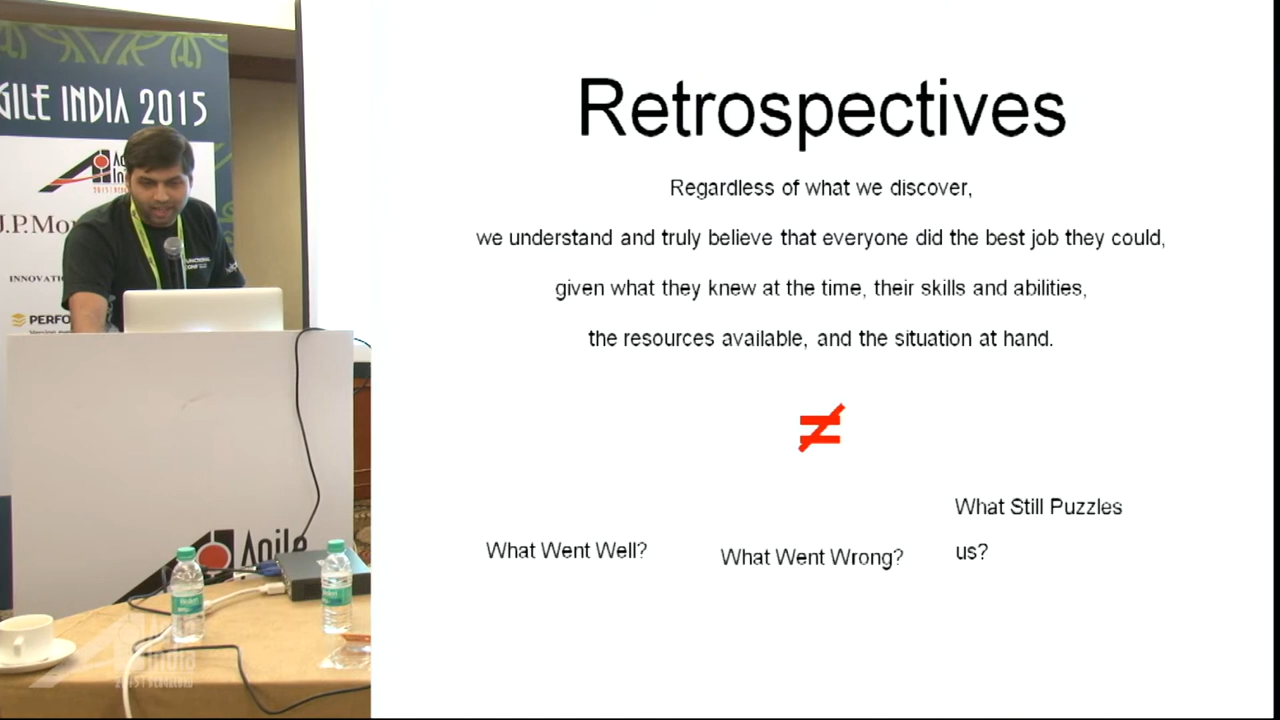 GILE INDIA 2015
J.P.Mo
INNOVATI
PERFO
Agile
Retrospectives
Regardless of what we discover,
we understand and truly believe that everyone did the best job they could,
given what they knew at the time, their skills and abilities,
the resources available, and the situation at hand.
≠
What Went Well?
What Went Wrong?
What Still Puzzles
us?
Agile
India